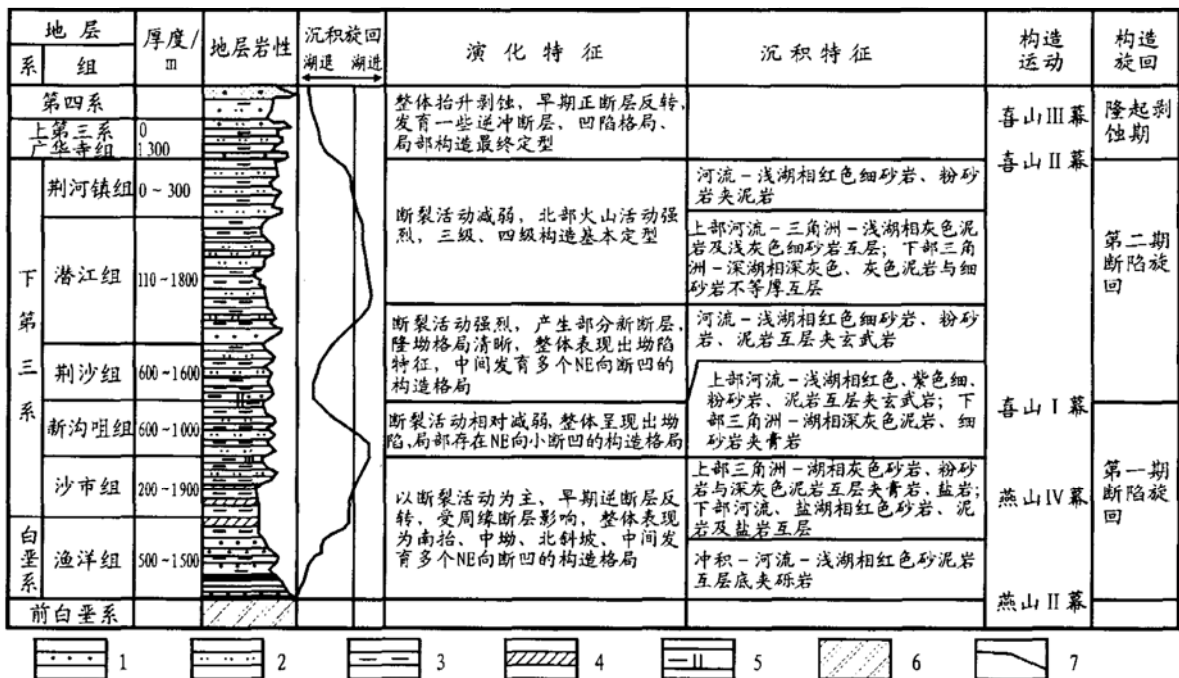 地层
厚度/
m
地层岩性
沉积旋回
湖退 湖进
演化特征
沉积特征
构造
运动
构造
旋回
系 组
第四系
上第三系
广华寺组
0
1300
整体抬升剥蚀，早期正断层反转，
发育一些逆冲断层，凹陷格局、
局部构造最终定型
喜山III幕
隆起剥
蚀期
喜山II幕
下第三系
荆河镇组
0~300
断裂活动减弱，北部火山活动强
烈，三级、四级构造基本定型
河流-浅湖相红色细砂岩、粉砂
岩夹泥岩
潜江组
110~1800
上部河流-三角洲-浅湖相灰色泥
岩及浅灰色细砂岩互层；下部三角
洲-深湖相深灰色、灰色泥岩与细
砂岩不等厚互层
第二期
断陷旋
回
断裂活动强烈，产生部分新断层，
隆坳格局清晰，整体表现出坳陷
特征，中间发育多个NE向断凹的
构造格局
河流-浅湖相红色细砂岩、粉砂
岩、泥岩互层夹玄武岩
荆沙组
600~1600
上部河流-浅湖相红色、紫色细、
粉砂岩、泥岩互层夹玄武岩；下
部三角洲-湖相深灰色泥岩、细
砂岩夹膏岩
喜山I幕
新沟咀组
600~1000
断裂活动相对减弱，整体呈现出坳
陷，局部存在NE向小断凹的构造格局
沙市组
200~1900
以断裂活动为主、早期逆断层反
转，受周缘断层影响，整体表现
为南抬、中坳、北斜坡、中间发
育多个NE向断凹的构造格局
上部三角洲-湖相灰色砂岩、粉砂
岩与深灰色泥岩互层夹膏岩、盐岩；
下部河流、盐湖相红色砂岩、泥
岩及盐岩互层
燕山IV幕
第一期
断陷旋
回
白垩系
渔洋组
500~1500
冲积-河流-浅湖相红色砂泥岩
互层底夹砾岩
燕山II幕
前白垩系
1
2
3
4
5
6
7